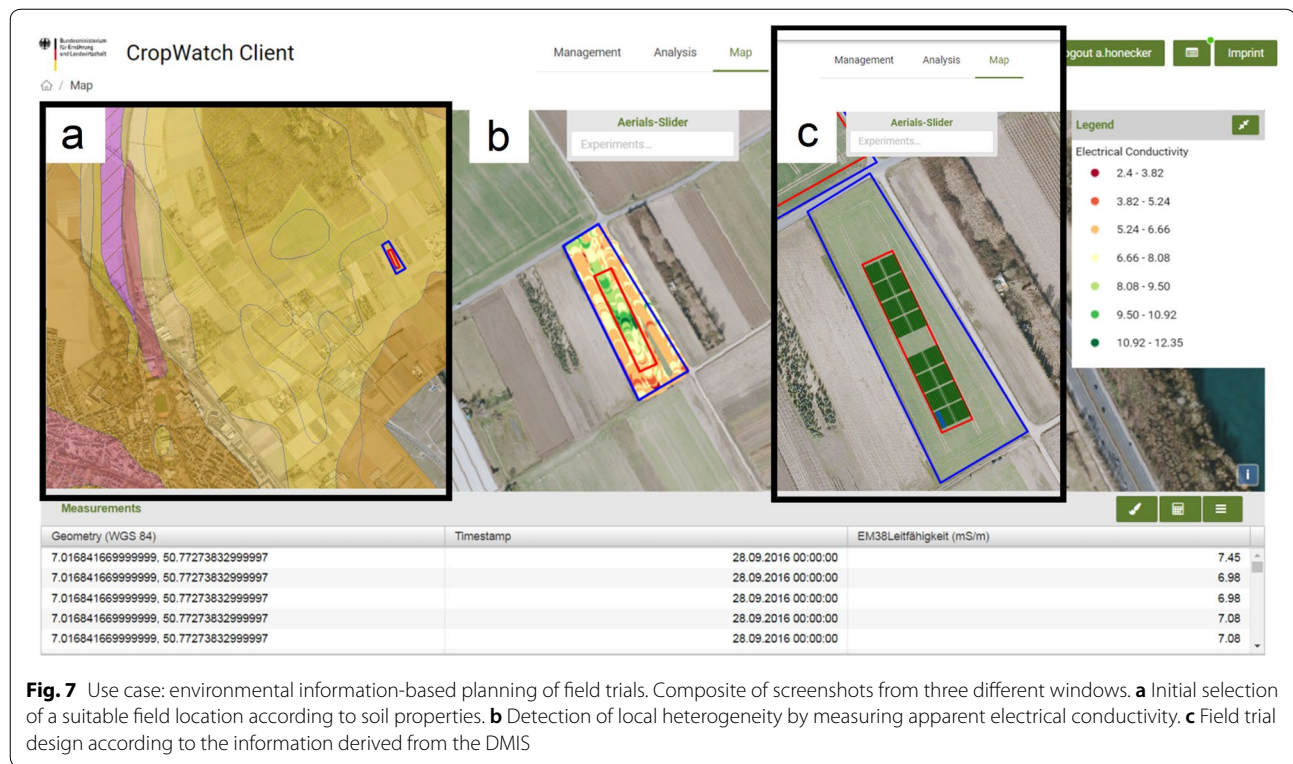 Bundesministerium
für Ernährung
und Landwirtschaft
CropWatch Client
Management Analysis Map
Management Analysis Map
ogout a.honecker
Imprint
/ Map
a
b
Aerials-Slider
Experiments...
c
Aerials-Slider
Experiments...
Legend
Electrical Conductivity
2.4 - 3.82
3.82 - 5.24
5.24 - 6.66
6.66 - 8.08
8.08 - 9.50
9.50 - 10.92
10.92 - 12.35
i
Measurements
Geometry (WGS 84) Timestamp EM38Leitfähigkeit (mS/m)
7.016841669999999, 50.77273832999997 28.09.2016 00:00:00 7.45
7.016841669999999, 50.77273832999997 28.09.2016 00:00:00 6.98
7.016841669999999, 50.77273832999997 28.09.2016 00:00:00 6.98
7.016841669999999, 50.77273832999997 28.09.2016 00:00:00 7.08
7.016841669999999, 50.77273832999997 28.09.2016 00:00:00 7.08
Fig. 7 Use case: environmental information-based planning of field trials. Composite of screenshots from three different windows. a Initial selection
of a suitable field location according to soil properties. b Detection of local heterogeneity by measuring apparent electrical conductivity. c Field trial
design according to the information derived from the DMIS